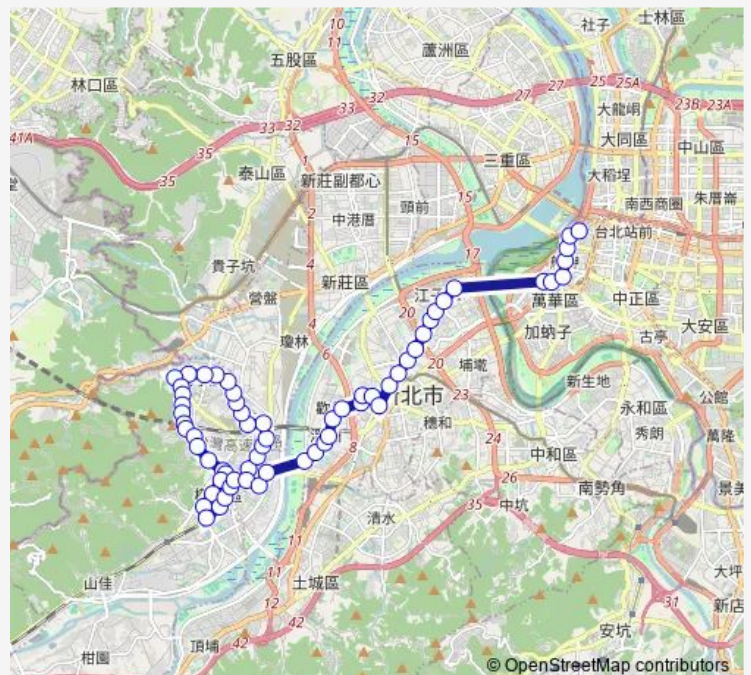 士林區
社子
10
11
蘆洲區
五股區
林口區
27
27
25
25A
32
33
23B
23A
33
32
大龍峒
41A
35
15
大同區
中山區
35
三重區
泰山區
1
新莊副都心
大稻埕
朱厝崙
15
南西商圈
2
頭前
中港厝
台北站前
17
貴子坑
4
新莊區
萬華區
中正區
營盤
20
大安區
加蚋子
古亭
瓊林
4
6
20
埔墘
新生地
23
公館
北市
永和區
穗和
秀朗
24
萬隆
8
中和區
26
南勢角
景美
35
中坑
清水
11
大坪
土城區
山佳
11
新店
12
31
安坑
42
頂埔
42
柑園
© OpenStreetMap contributors